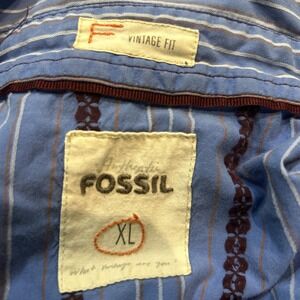 F VINTAGE FIT
Authentic
FOSSIL
XL
What vintage are you?